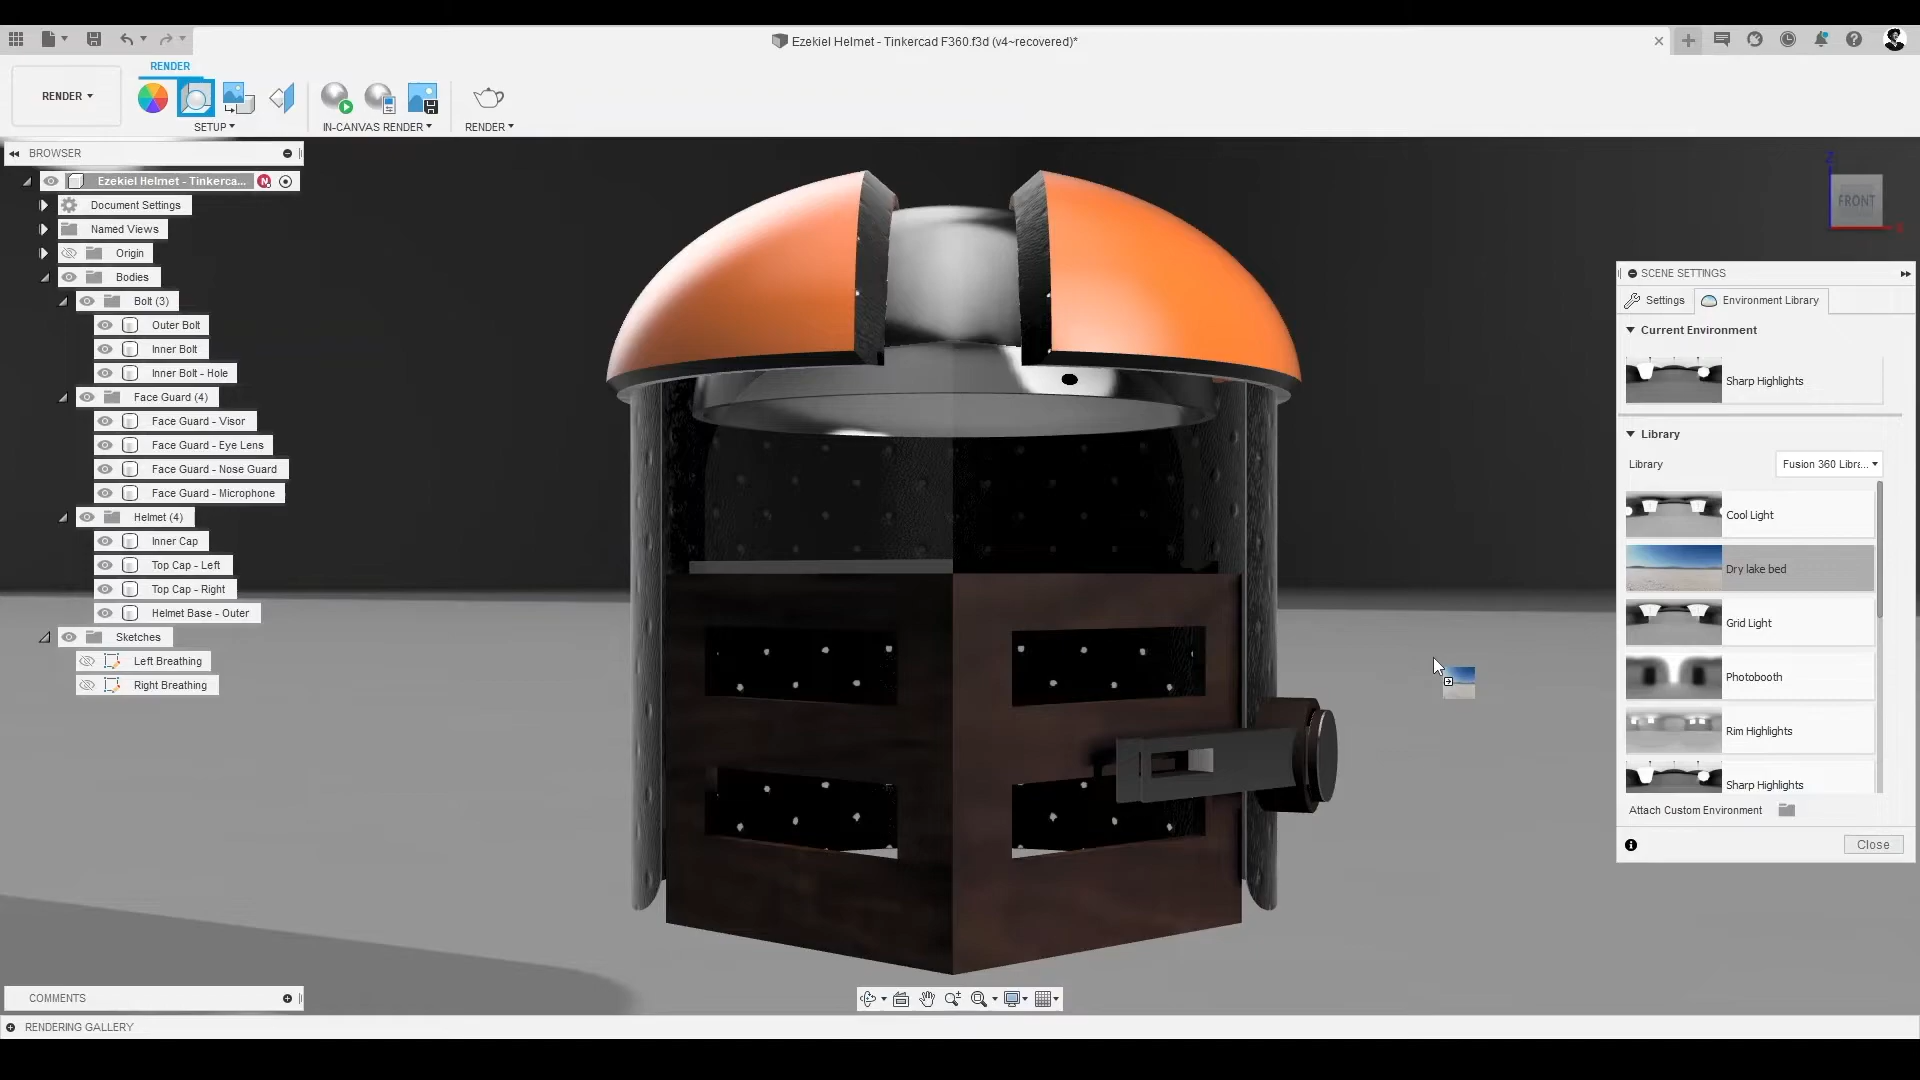 Ezekiel Helmet - Tinkercad F360.f3d (v4~recovered)*
RENDER
RENDER
SETUP
IN-CANVAS RENDER
RENDER
BROWSER
Ezekiel Helmet - Tinkerca...
Document Settings
Named Views
Origin
Bodies
Bolt (3)
Outer Bolt
Inner Bolt
Inner Bolt - Hole
Face Guard (4)
Face Guard - Visor
Face Guard - Eye Lens
Face Guard - Nose Guard
Face Guard - Microphone
Helmet (4)
Inner Cap
Top Cap - Left
Top Cap - Right
Helmet Base - Outer
Sketches
Left Breathing
Right Breathing
COMMENTS
RENDERING GALLERY
Z
FRONT
X
SCENE SETTINGS
Settings
Environment Library
Current Environment
Sharp Highlights
Library
Library
Fusion 360 Libra...
Cool Light
Dry lake bed
Grid Light
Photobooth
Rim Highlights
Sharp Highlights
Attach Custom Environment
Close